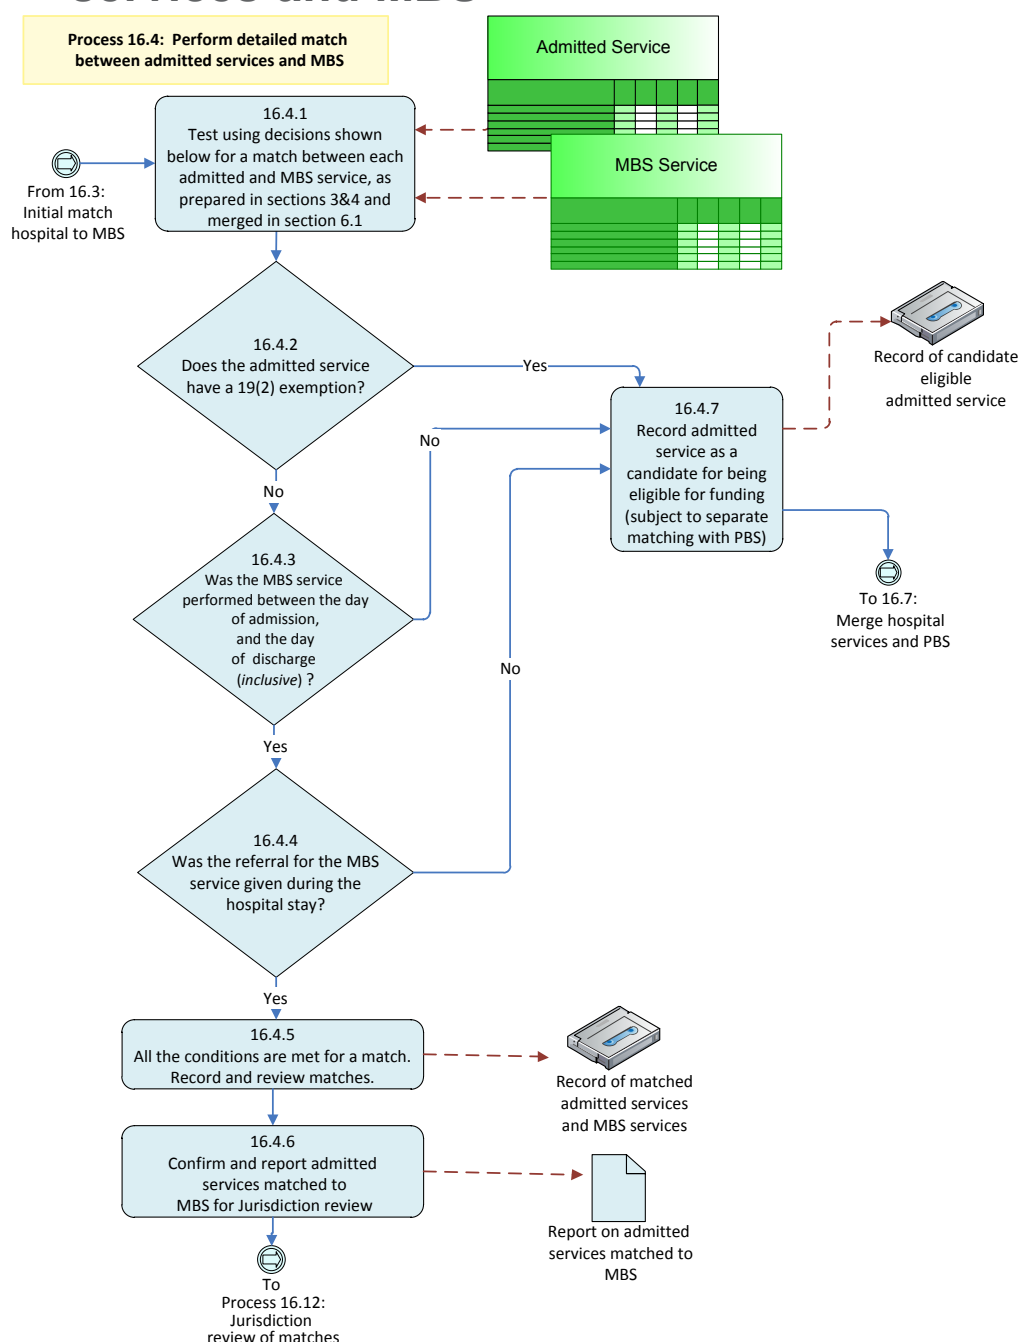 services and MBS
Process 16.4: Perform detailed match
between admitted services and MBS
Admitted Service
MBS Service
16.4.1
Test using decisions shown
below for a match between each
admitted and MBS service, as
prepared in sections 3&4 and
merged in section 6.1
From 16.3:
Initial match
hospital to MBS
16.4.2
Does the admitted service
have a 19(2) exemption?
Yes
No
Record of candidate
eligible
admitted service
16.4.7
Record admitted
service as a
candidate for being
eligible for funding
(subject to separate
matching with PBS)
No
16.4.3
Was the MBS service
performed between the day
of admission,
and the day
of discharge
(inclusive) ?
To 16.7:
Merge hospital
services and PBS
No
Yes
16.4.4
Was the referral for the MBS
service given during the
hospital stay?
Yes
16.4.5
All the conditions are met for a match.
Record and review matches.
Record of matched
admitted services
and MBS services
16.4.6
Confirm and report admitted
services matched to
MBS for Jurisdiction review
Report on admitted
services matched to
MBS
To
Process 16.12:
Jurisdiction
review of matches